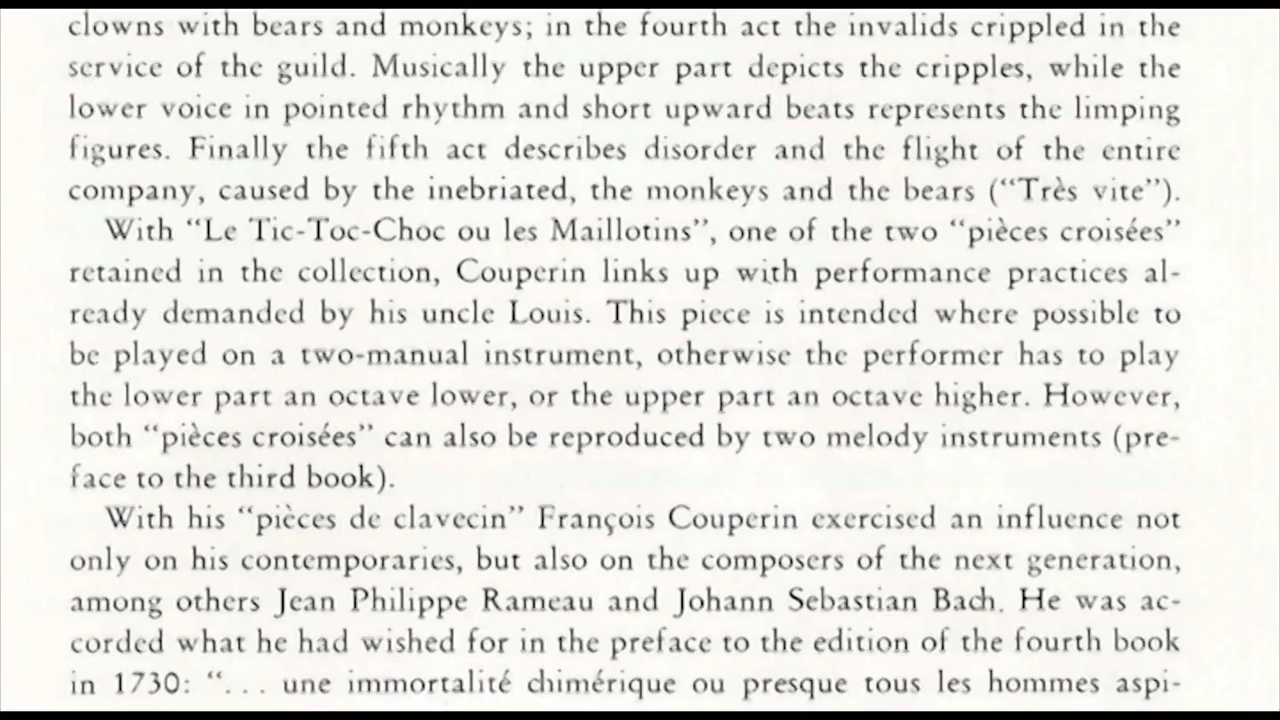 clowns with bears and monkeys; in the fourth act the invalids crippled in the
service of the guild. Musically the upper part depicts the cripples, while the
lower voice in pointed rhythm and short upward beats represents the limping
figures. Finally the fifth act describes disorder and the flight of the entire
company, caused by the inebriated, the monkeys and the bears (“Très vite”).
With “Le Tic-Toc-Choc ou les Maillotins”, one of the two “pièces croisées”
retained in the collection, Couperin links up with performance practices al-
ready demanded by his uncle Louis. This piece is intended where possible to
be played on a two-manual instrument, otherwise the performer has to play
the lower part an octave lower, or the upper part an octave higher. However,
both “pièces croisées” can also be reproduced by two melody instruments (pre-
face to the third book).
With his “pièces de clavecin” François Couperin exercised an influence not
only on his contemporaries, but also on the composers of the next generation,
among others Jean Philippe Rameau and Johann Sebastian Bach. He was ac-
corded what he had wished for in the preface to the edition of the fourth book
in 1730: “... une immortalité chimérique ou presque tous les hommes aspi-